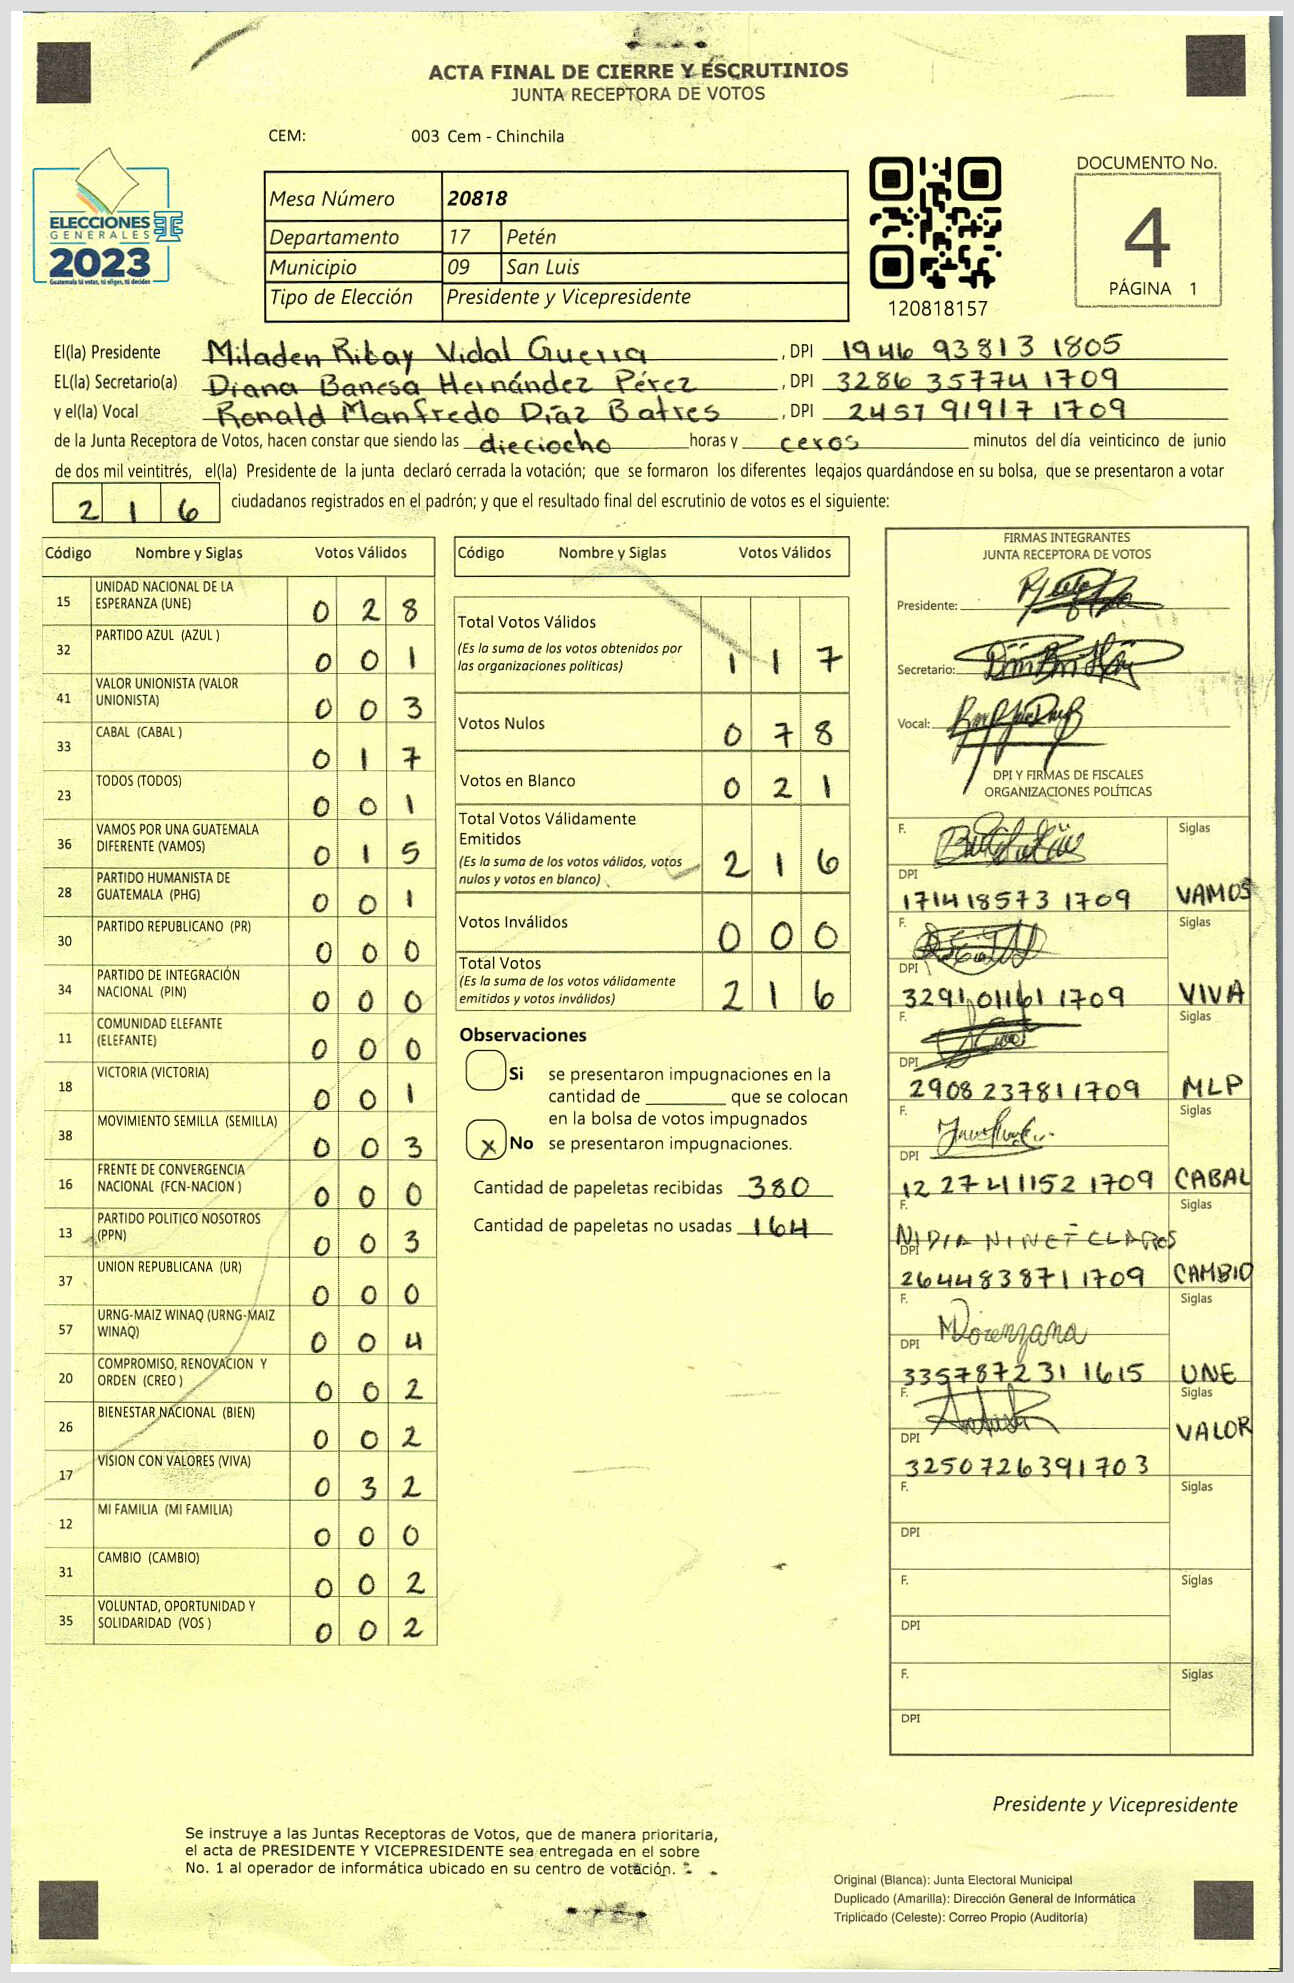 ACTA FINAL DE CIERRE Y ESCRUTINIOS
JUNTA RECEPTORA DE VOTOS
CEM: 003 Cem - Chinchila
ELECCIONES
GENERALES
2023
Guatemala tú votas, tú eliges, tú decides
Mesa Número 20818
Departamento 17 Petén
Municipio 09 San Luis
Tipo de Elección Presidente y Vicepresidente
120818157
DOCUMENTO No.
4
PÁGINA 1
El(la) Presidente Miladen Ribay Vidal Guerra, DPI 1946 93813 1805
EL(la) Secretario(a) Diana Banesa Hernández Pérez, DPI 3286 35774 1709
y el(la) Vocal Ronald Manfredo Díaz Batres, DPI 2457 91917 1709
de la Junta Receptora de Votos, hacen constar que siendo las dieciocho horas y ceros minutos del día veinticinco de junio
de dos mil veintitrés, el(la) Presidente de la junta declaró cerrada la votación; que se formaron los diferentes legajos quardándose en su bolsa, que se presentaron a votar
216 ciudadanos registrados en el padrón; y que el resultado final del escrutinio de votos es el siguiente:
Código Nombre y Siglas Votos Válidos
15 UNIDAD NACIONAL DE LA ESPERANZA (UNE) 0 2 8
32 PARTIDO AZUL (AZUL ) 0 0 1
41 VALOR UNIONISTA (VALOR UNIONISTA) 0 0 3
33 CABAL (CABAL ) 0 1 7
23 TODOS (TODOS) 0 0 1
36 VAMOS POR UNA GUATEMALA DIFERENTE (VAMOS) 0 1 5
28 PARTIDO HUMANISTA DE GUATEMALA (PHG) 0 0 1
30 PARTIDO REPUBLICANO (PR) 0 0 0
34 PARTIDO DE INTEGRACIÓN NACIONAL (PIN) 0 0 0
11 COMUNIDAD ELEFANTE (ELEFANTE) 0 0 0
18 VICTORIA (VICTORIA) 0 0 1
38 MOVIMIENTO SEMILLA (SEMILLA) 0 0 3
16 FRENTE DE CONVERGENCIA NACIONAL (FCN-NACION ) 0 0 0
13 PARTIDO POLITICO NOSOTROS (PPN) 0 0 3
37 UNION REPUBLICANA (UR) 0 0 0
57 URNG-MAIZ WINAQ (URNG-MAIZ WINAQ) 0 0 4
20 COMPROMISO, RENOVACION Y ORDEN (CREO ) 0 0 2
26 BIENESTAR NACIONAL (BIEN) 0 0 2
17 VISION CON VALORES (VIVA) 0 3 2
12 MI FAMILIA (MI FAMILIA) 0 0 0
31 CAMBIO (CAMBIO) 0 0 2
35 VOLUNTAD, OPORTUNIDAD Y SOLIDARIDAD (VOS ) 0 0 2
Código Nombre y Siglas Votos Válidos
Total Votos Válidos
(Es la suma de los votos obtenidos por
las organizaciones políticas) 1 1 7
Votos Nulos 0 7 8
Votos en Blanco 0 2 1
Total Votos Válidamente
Emitidos
(Es la suma de los votos válidos, votos
nulos y votos en blanco) 2 1 6
Votos Inválidos 0 0 0
Total Votos
(Es la suma de los votos válidamente
emitidos y votos inválidos) 2 1 6
Observaciones
Si se presentaron impugnaciones en la
cantidad de ________ que se colocan
en la bolsa de votos impugnados
x No se presentaron impugnaciones.
Cantidad de papeletas recibidas 380
Cantidad de papeletas no usadas 164
FIRMAS INTEGRANTES
JUNTA RECEPTORA DE VOTOS
Presidente:
Secretario:
Vocal:
DPI Y FIRMAS DE FISCALES
ORGANIZACIONES POLÍTICAS
F. Siglas
DPI
171418573 1709 VAMOS
F. Siglas
DPI
3291 01161 1709 VIVA
F. Siglas
DPI
2908 23781 1709 MLP
F. Siglas
DPI
12 27 41152 1709 CABAL
F. Siglas
NIDIA NINET CLAROS
DPI
264483871 1709 CAMBIO
F. Siglas
DPI
335787231 1615 UNE
F. Siglas
DPI VALOR
3250726391703
F. Siglas
DPI
F. Siglas
DPI
F. Siglas
DPI
Presidente y Vicepresidente
Se instruye a las Juntas Receptoras de Votos, que de manera prioritaria,
el acta de PRESIDENTE Y VICEPRESIDENTE sea entregada en el sobre
No. 1 al operador de informática ubicado en su centro de votación.
Original (Blanca): Junta Electoral Municipal
Duplicado (Amarilla): Dirección General de Informática
Triplicado (Celeste): Correo Propio (Auditoría)